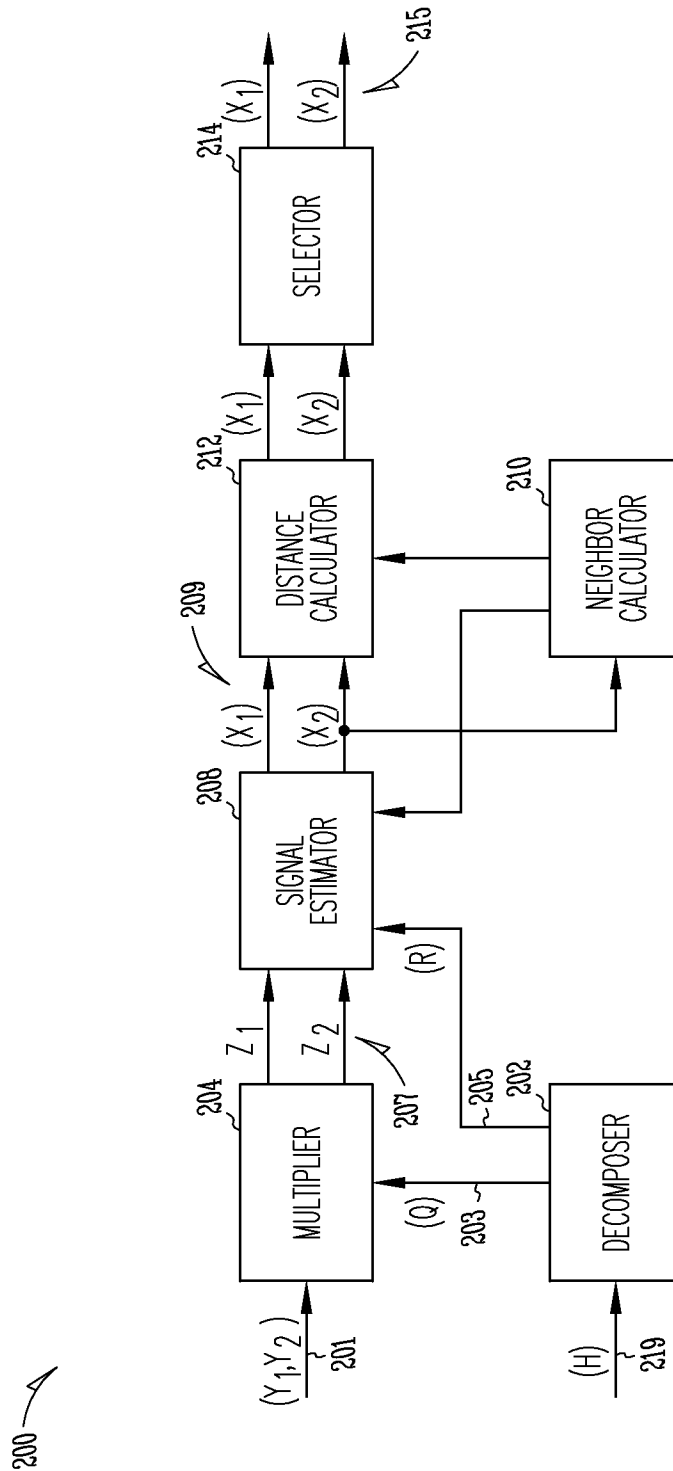 200
(Y1,Y2)
201
204
MULTIPLIER
Z1
Z2
207
208
SIGNAL
ESTIMATOR
(X1)
(X2)
209
212
DISTANCE
CALCULATOR
(X1)
(X2)
214
SELECTOR
(X1)
(X2)
215
(H)
219
202
DECOMPOSER
(Q)
203
(R)
205
210
NEIGHBOR
CALCULATOR